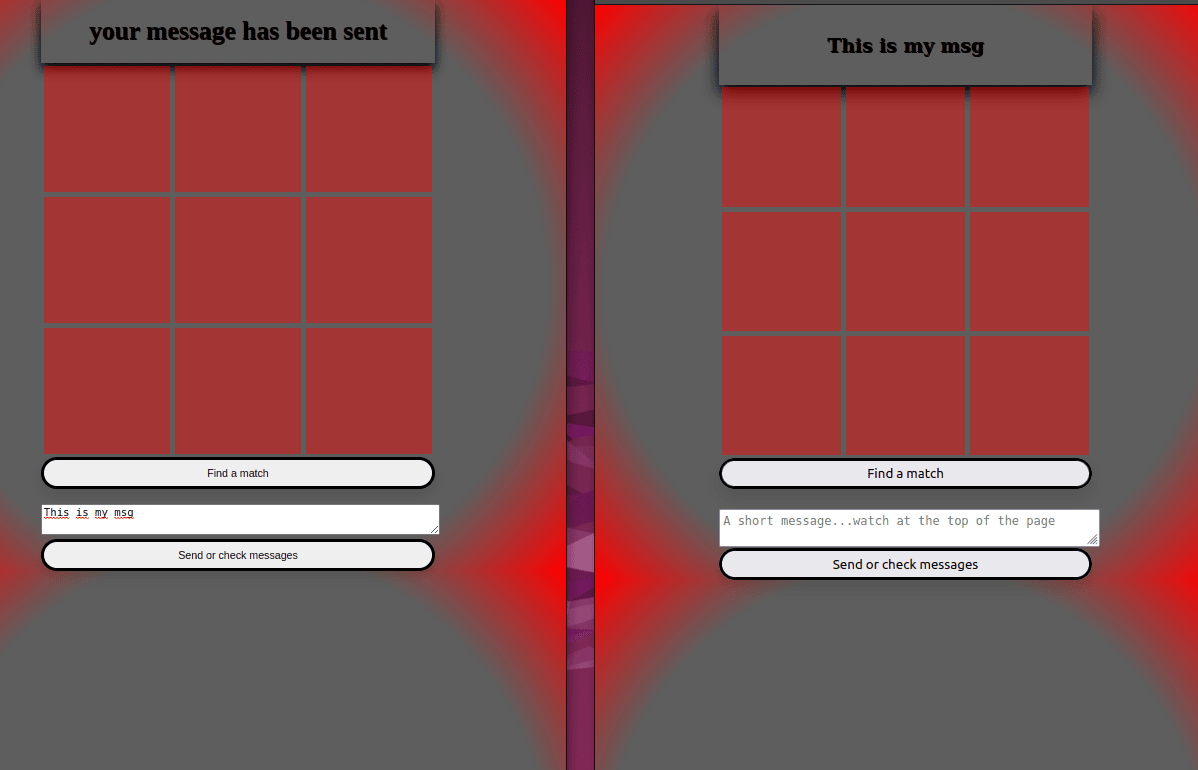 your message has been sent
Find a match
This is my msg
Send or check messages
This is my msg
Find a match
A short message...watch at the top of the page
Send or check messages